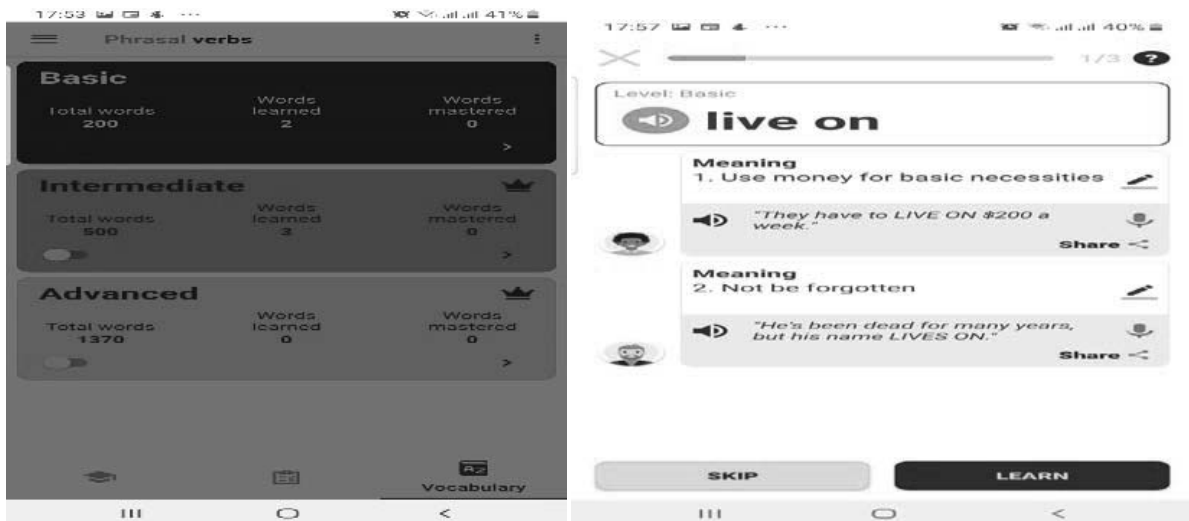 17:53 ... 41%
Phrasal verbs
Basic
Total words
200
Words
learned
2
Words
mastered
0
>
Intermediate
Total words
500
Words
learned
3
Words
mastered
0
>
Advanced
Total words
1370
Words
learned
0
Words
mastered
0
>
AZ
Vocabulary
17:57 ... 40%
1/3 ?
Level: Basic
live on
Meaning
1. Use money for basic necessities
"They have to LIVE ON $200 a
week."
Share
Meaning
2. Not be forgotten
"He's been dead for many years,
but his name LIVES ON."
Share
SKIP
LEARN